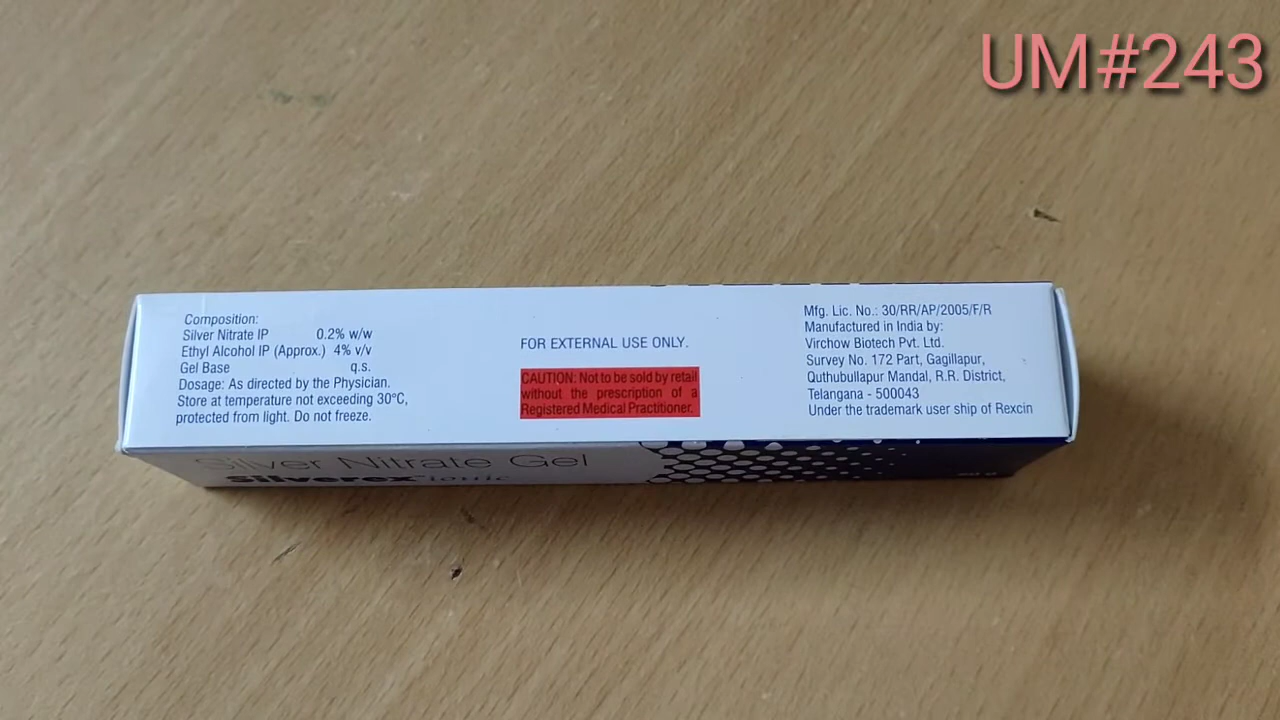 UM#243
Composition:
Silver Nitrate IP 0.2% w/w
Ethyl Alcohol IP (Approx.) 4% v/v
Gel Base q.s.
Dosage: As directed by the Physician.
Store at temperature not exceeding 30°C,
protected from light. Do not freeze.
FOR EXTERNAL USE ONLY.
CAUTION: Not to be sold by retail
without the prescription of a
Registered Medical Practitioner.
Mfg. Lic. No.: 30/RR/AP/2005/F/R
Manufactured in India by:
Virchow Biotech Pvt. Ltd.
Survey No. 172 Part, Gagillapur,
Quthubullapur Mandal, R.R. District,
Telangana - 500043
Under the trademark user ship of Rexcin
Silver Nitrate Gel
Silverex ionic